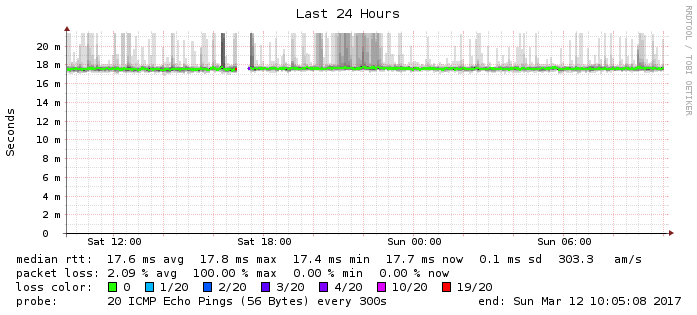 Last 24 Hours
RRDTOOL / TOBI OETIKER
Seconds
20 m
18 m
16 m
14 m
12 m
10 m
8 m
6 m
4 m
2 m
0
Sat 12:00 Sat 18:00 Sun 00:00 Sun 06:00
median rtt: 17.6 ms avg 17.8 ms max 17.4 ms min 17.7 ms now 0.1 ms sd 303.3 am/s
packet loss: 2.09 % avg 100.00 % max 0.00 % min 0.00 % now
loss color: 0 1/20 2/20 3/20 4/20 10/20 19/20
probe: 20 ICMP Echo Pings (56 Bytes) every 300s end: Sun Mar 12 10:05:08 2017